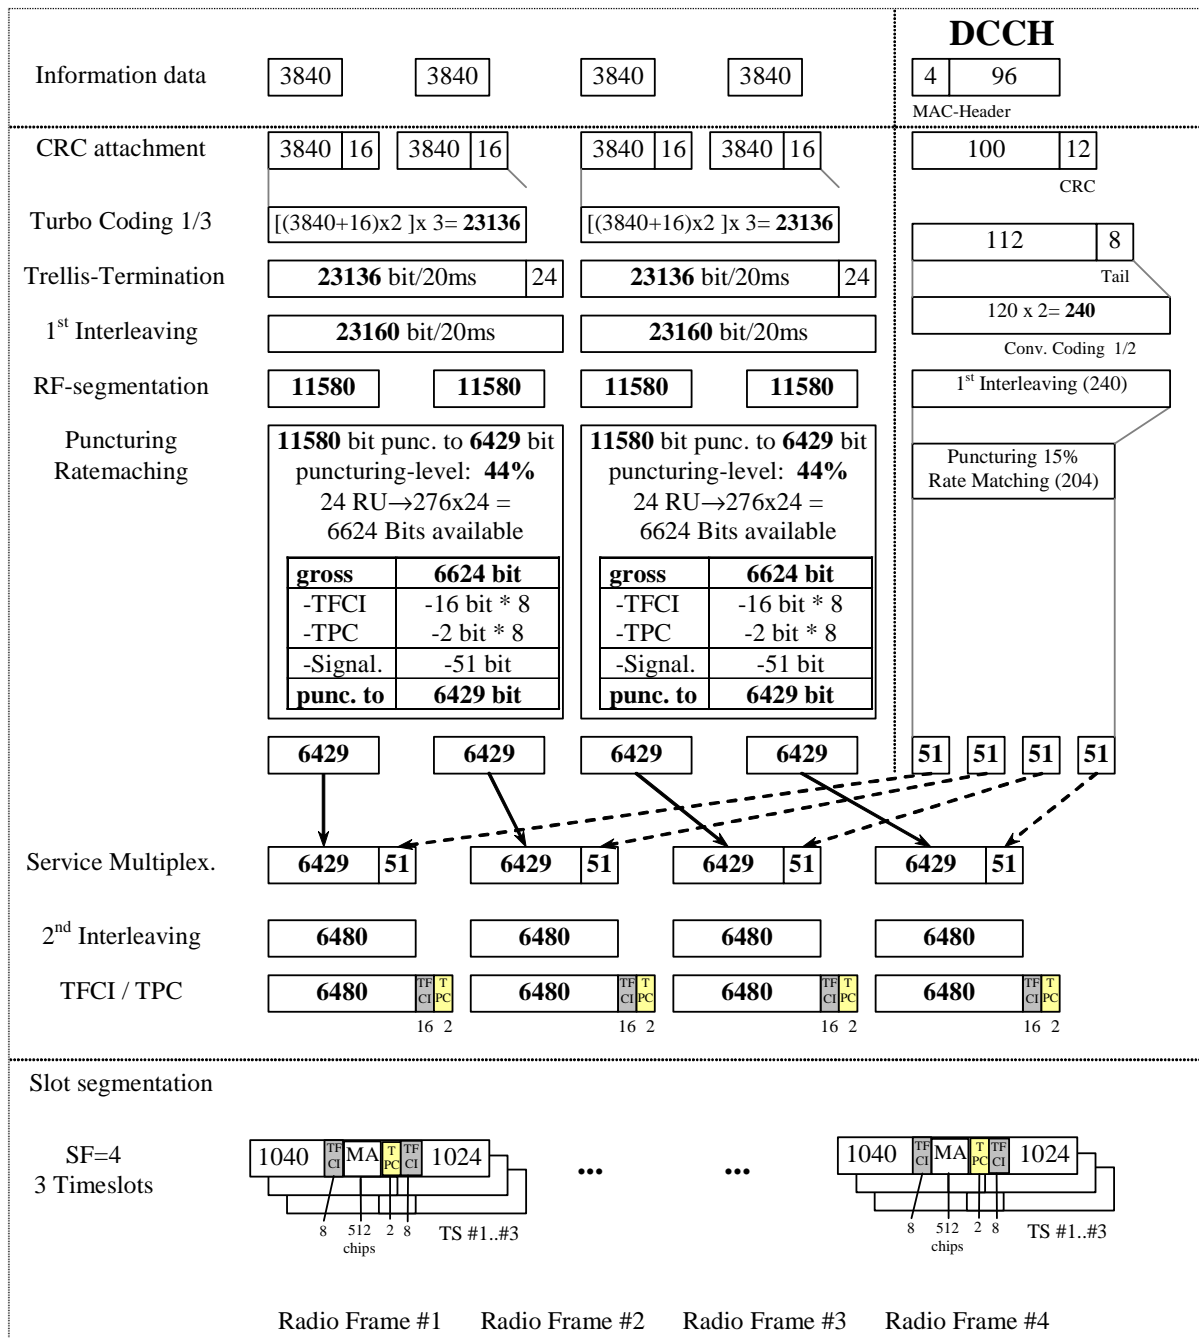 DCCH
Information data 3840 3840 3840 3840 4 96
MAC-Header
CRC attachment 3840 16 3840 16 3840 16 3840 16 100 12
CRC
Turbo Coding 1/3 [(3840+16)x2 ]x 3= 23136 [(3840+16)x2 ]x 3= 23136
112 8
Tail
Trellis-Termination 23136 bit/20ms 24 23136 bit/20ms 24
120 x 2= 240
1st Interleaving 23160 bit/20ms 23160 bit/20ms
Conv. Coding 1/2
RF-segmentation 11580 11580 11580 11580
1st Interleaving (240)
Puncturing
Ratemaching
11580 bit punc. to 6429 bit
puncturing-level: 44%
24 RU→276x24 =
6624 Bits available
gross 6624 bit
-TFCI -16 bit * 8
-TPC -2 bit * 8
-Signal. -51 bit
punc. to 6429 bit
11580 bit punc. to 6429 bit
puncturing-level: 44%
24 RU→276x24 =
6624 Bits available
gross 6624 bit
-TFCI -16 bit * 8
-TPC -2 bit * 8
-Signal. -51 bit
punc. to 6429 bit
Puncturing 15%
Rate Matching (204)
6429 6429 6429 6429 51 51 51 51
Service Multiplex. 6429 51 6429 51 6429 51 6429 51
2nd Interleaving 6480 6480 6480 6480
TFCI / TPC 6480 TF CI T PC 6480 TF CI T PC 6480 TF CI T PC 6480 TF CI T PC
16 2 16 2 16 2 16 2
Slot segmentation
SF=4
3 Timeslots
1040 TF CI MA T PC TF CI 1024 ... ... 1040 TF CI MA T PC TF CI 1024
8 512 2 8 TS #1..#3 8 512 2 8 TS #1..#3
chips chips
Radio Frame #1 Radio Frame #2 Radio Frame #3 Radio Frame #4